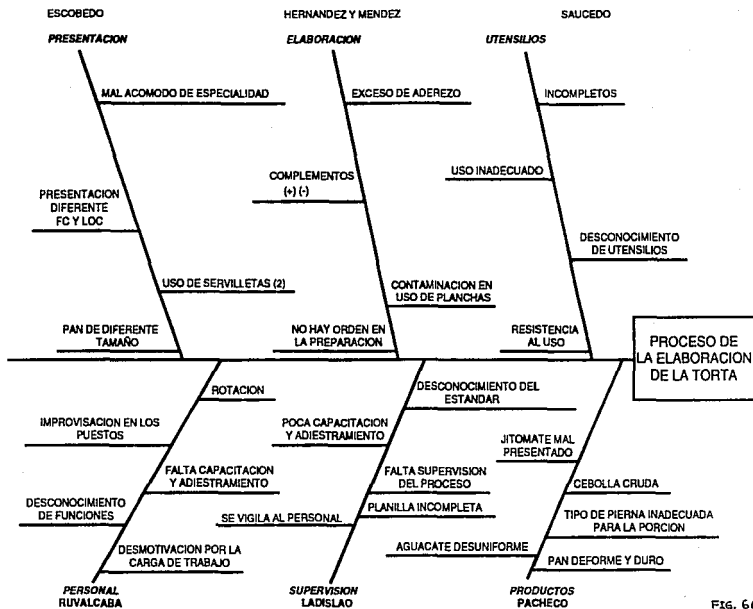 ESCOBEDO
PRESENTACION
MAL ACOMODO DE ESPECIALIDAD
PRESENTACION
DIFERENTE
FC Y LOC
USO DE SERVILLETAS (2)
PAN DE DIFERENTE
TAMAÑO
HERNANDEZ Y MENDEZ
ELABORACION
EXCESO DE ADEREZO
COMPLEMENTOS
(+) (-)
CONTAMINACION EN
USO DE PLANCHAS
NO HAY ORDEN EN
LA PREPARACION
SAUCEDO
UTENSILIOS
INCOMPLETOS
USO INADECUADO
DESCONOCIMIENTO
DE UTENSILIOS
RESISTENCIA
AL USO
PROCESO DE
LA ELABORACION
DE LA TORTA
ROTACION
IMPROVISACION EN LOS
PUESTOS
FALTA CAPACITACION
Y ADIESTRAMIENTO
DESCONOCIMIENTO
DE FUNCIONES
DESMOTIVACION POR LA
CARGA DE TRABAJO
PERSONAL
RUVALCABA
DESCONOCIMIENTO DEL
ESTANDAR
POCA CAPACITACION
Y ADIESTRAMIENTO
FALTA SUPERVISION
DEL PROCESO
PLANILLA INCOMPLETA
SE VIGILA AL PERSONAL
SUPERVISION
LADISLAO
JITOMATE MAL
PRESENTADO
CEBOLLA CRUDA
TIPO DE PIERNA INADECUADA
PARA LA PORCION
AGUACATE DESUNIFORME
PAN DEFORME Y DURO
PRODUCTOS
PACHECO
FIG.